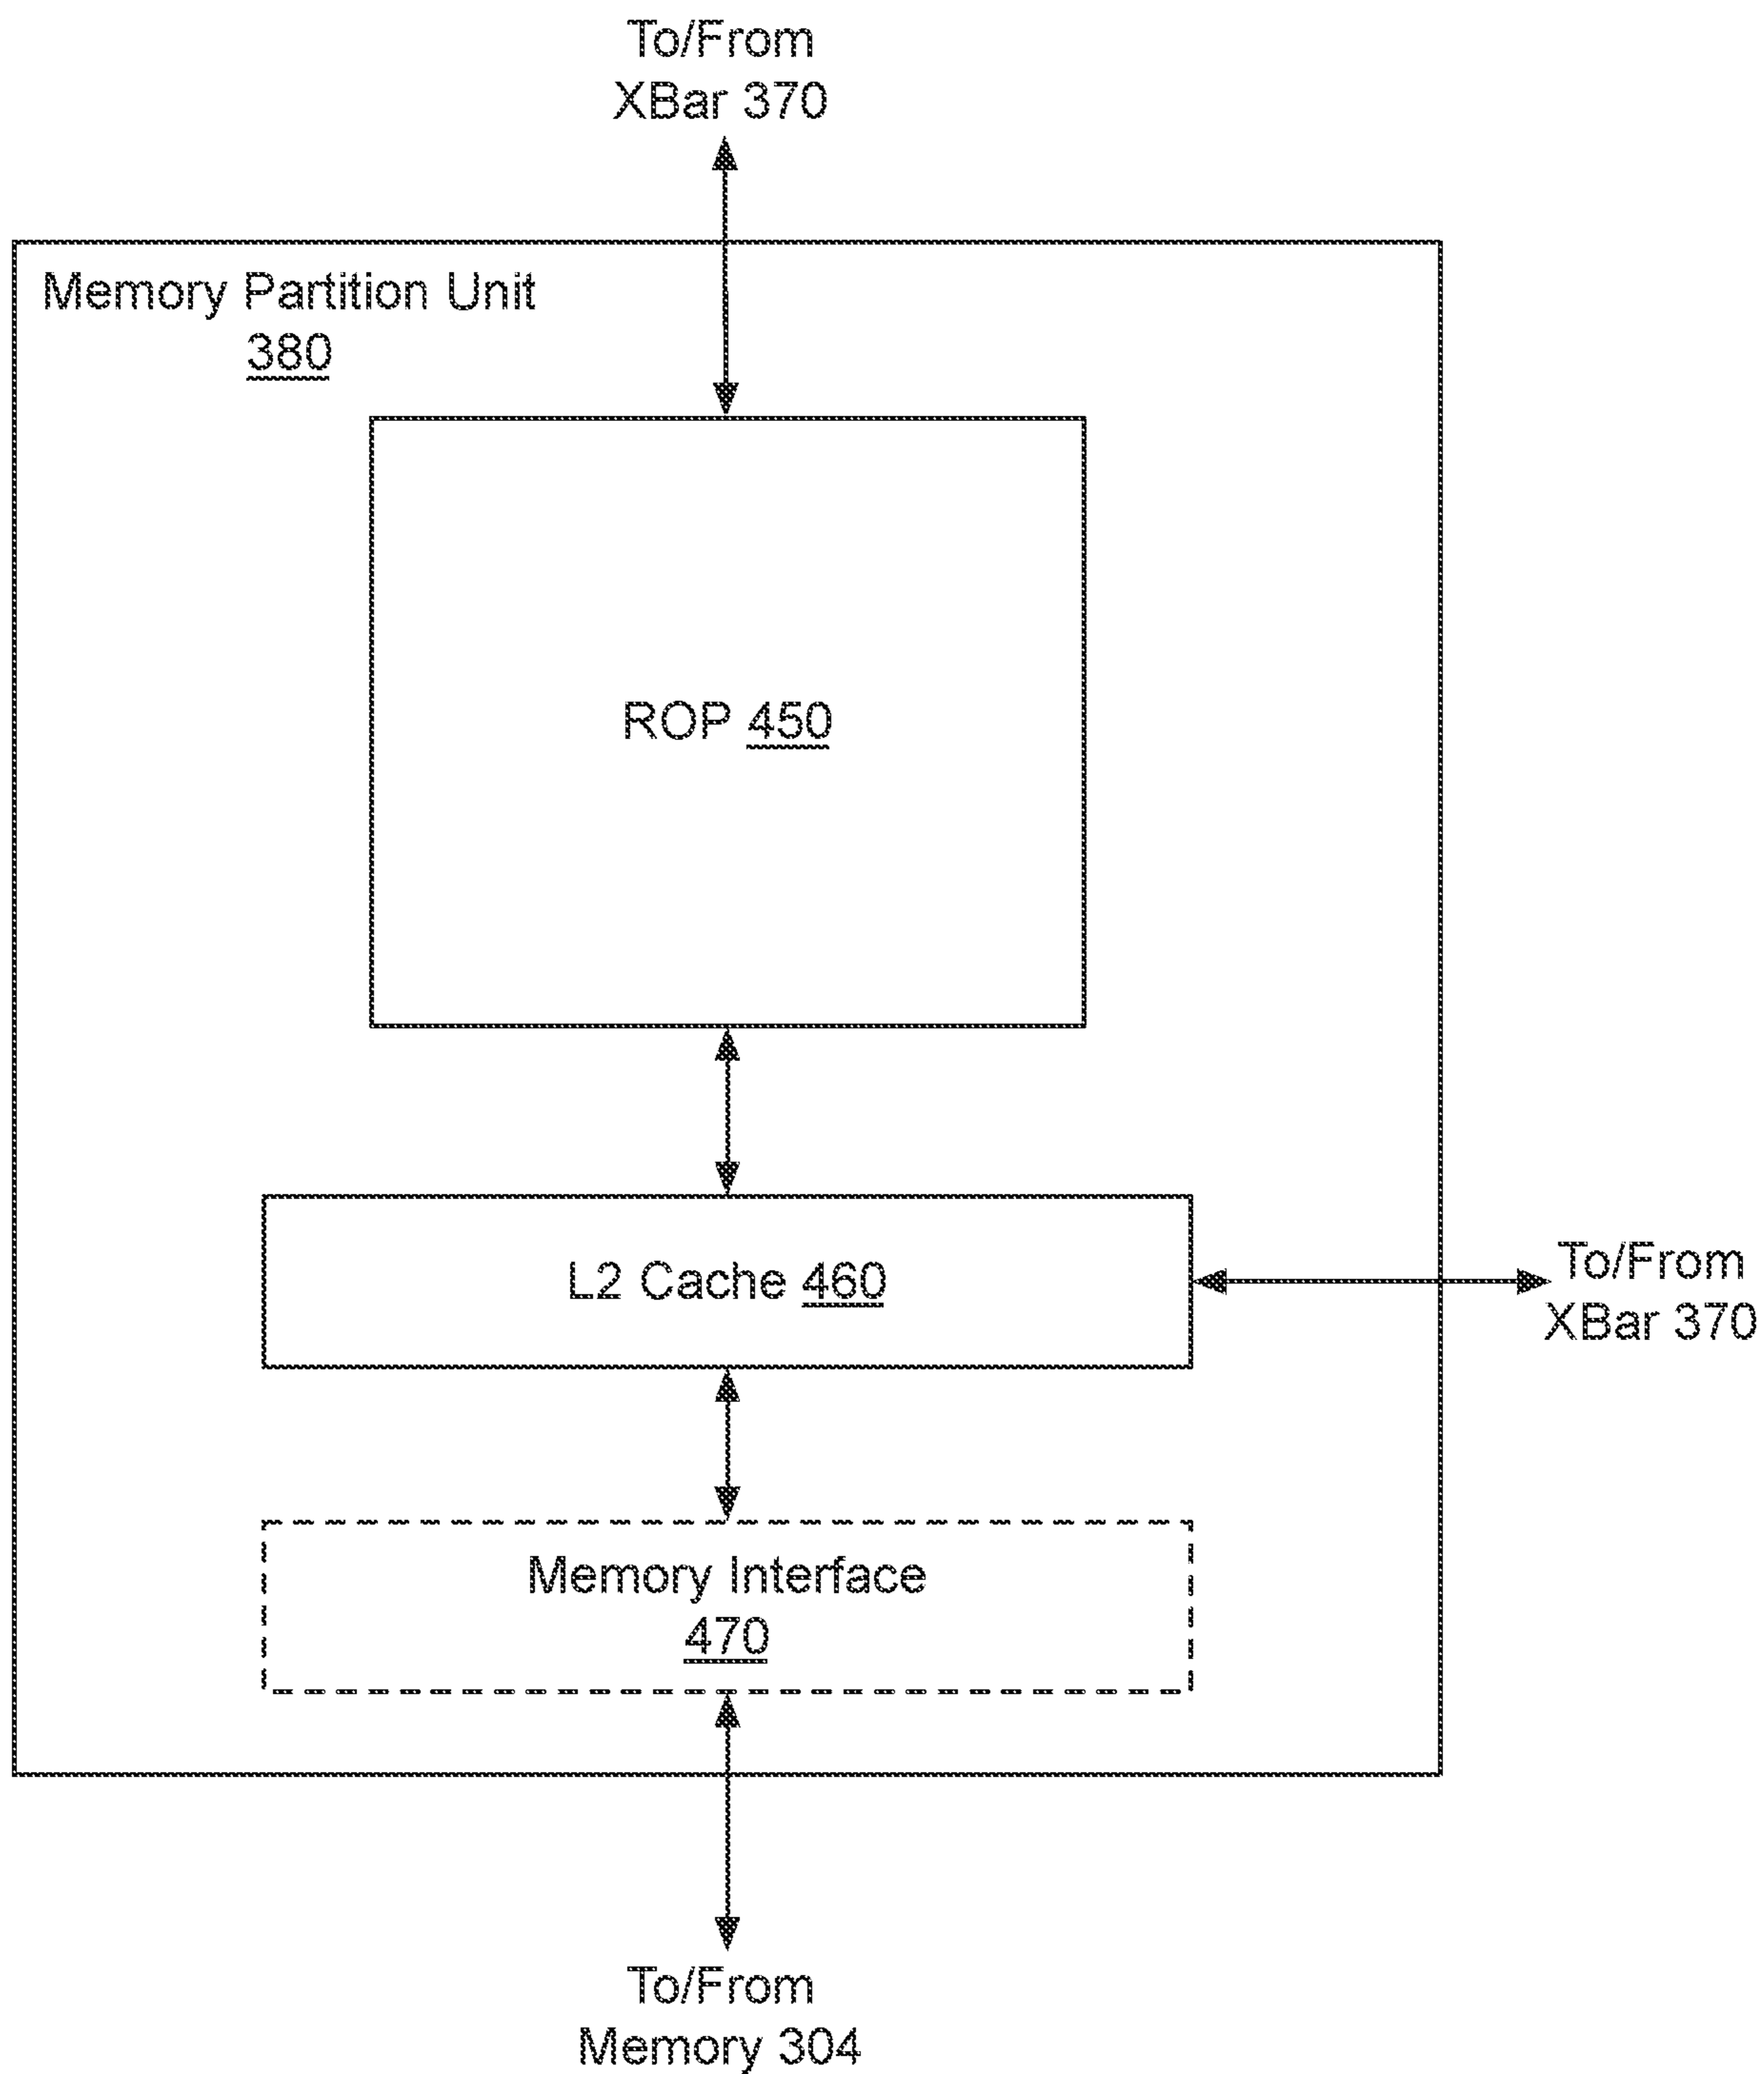 To/From
XBar 370
Memory Partition Unit
380
ROP 450
L2 Cache 460
To/From
XBar 370
Memory Interface
470
To/From
Memory 304